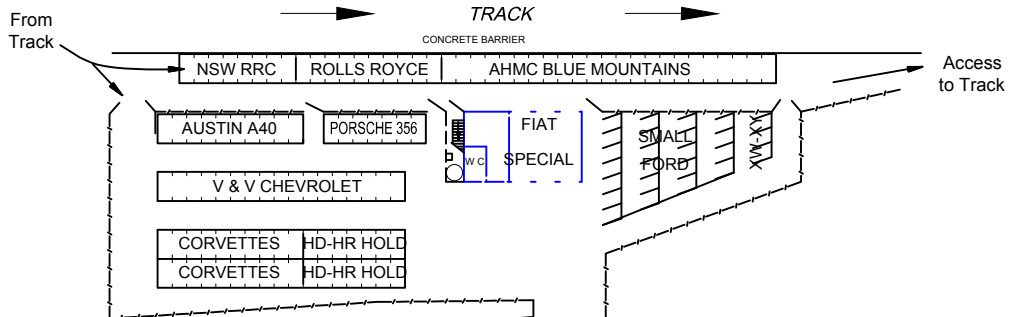 TRACK
From
Track
CONCRETE BARRIER
NSW RRC
ROLLS ROYCE
AHMC BLUE MOUNTAINS
Access
to Track
AUSTIN A40
PORSCHE 356
FIAT
SPECIAL
W C
SMALL
FORD
XW-XY
V & V CHEVROLET
CORVETTES
HD-HR HOLD
CORVETTES
HD-HR HOLD